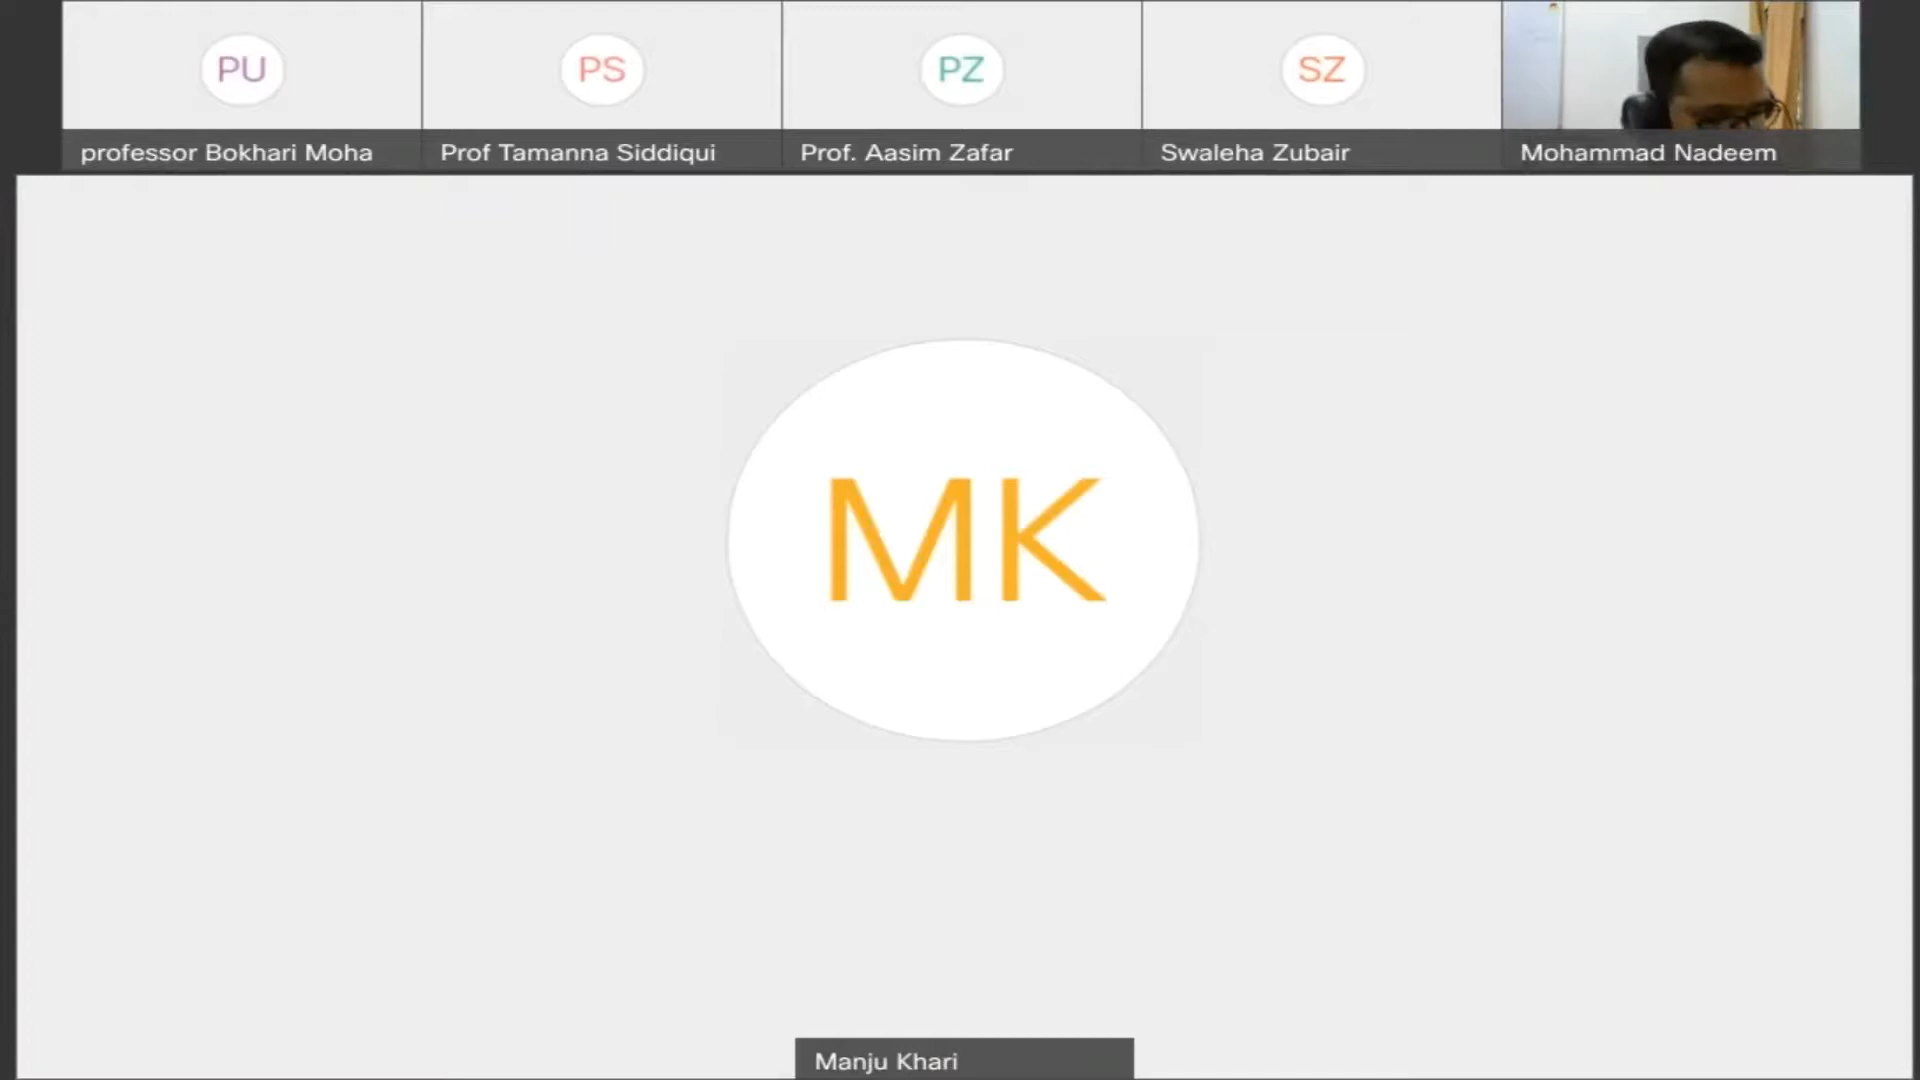 PU
PS
PZ
SZ
professor Bokhari Moha
Prof Tamanna Siddiqui
Prof. Aasim Zafar
Swaleha Zubair
Mohammad Nadeem
MK
Manju Khari